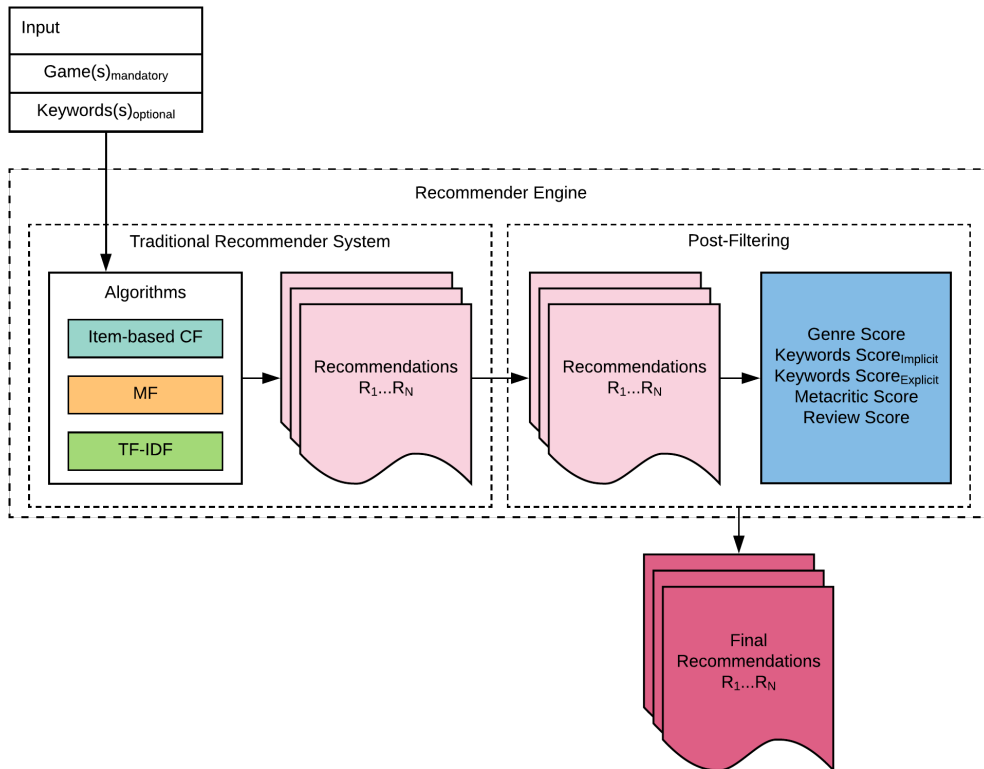 Input
Game(s)mandatory
Keywords(s)optional
Recommender Engine
Traditional Recommender System
Algorithms
Item-based CF
MF
TF-IDF
Recommendations
R1...RN
Post-Filtering
Recommendations
R1...RN
Genre Score
Keywords ScoreImplicit
Keywords ScoreExplicit
Metacritic Score
Review Score
Final
Recommendations
R1...RN